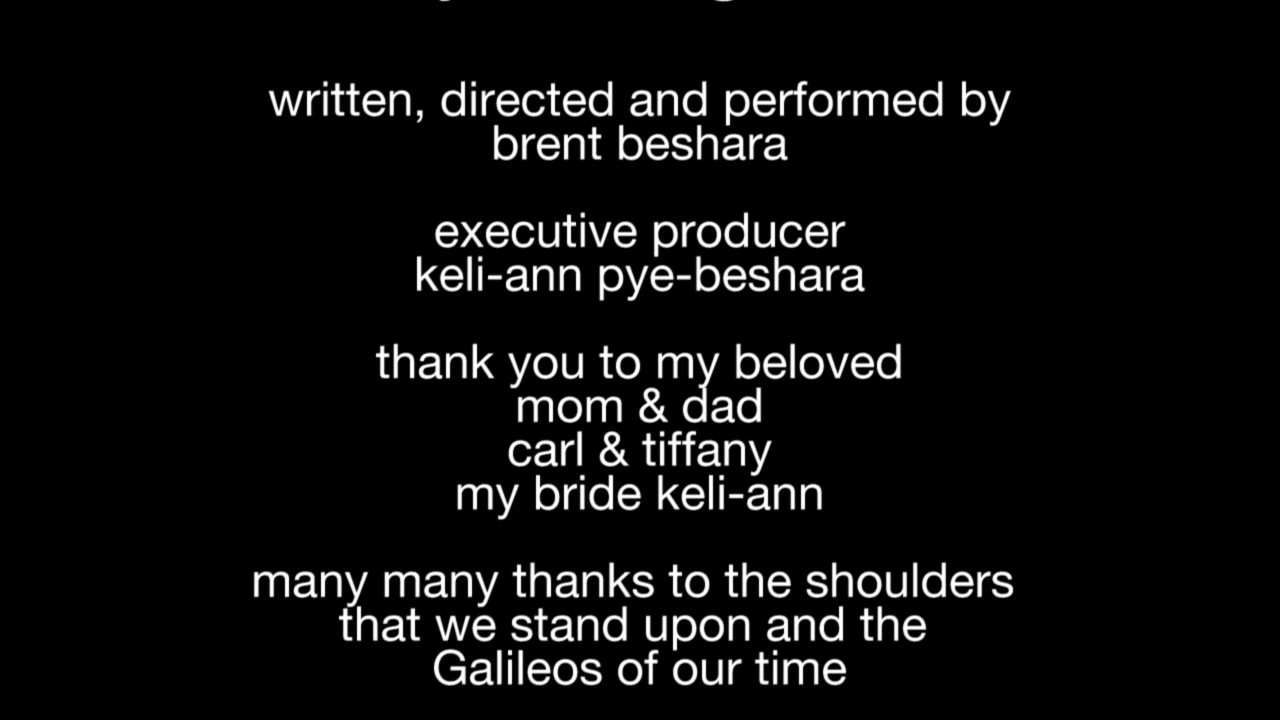 written, directed and performed by
brent beshara
executive producer
keli-ann pye-beshara
thank you to my beloved
mom & dad
carl & tiffany
my bride keli-ann
many many thanks to the shoulders
that we stand upon and the
Galileos of our time